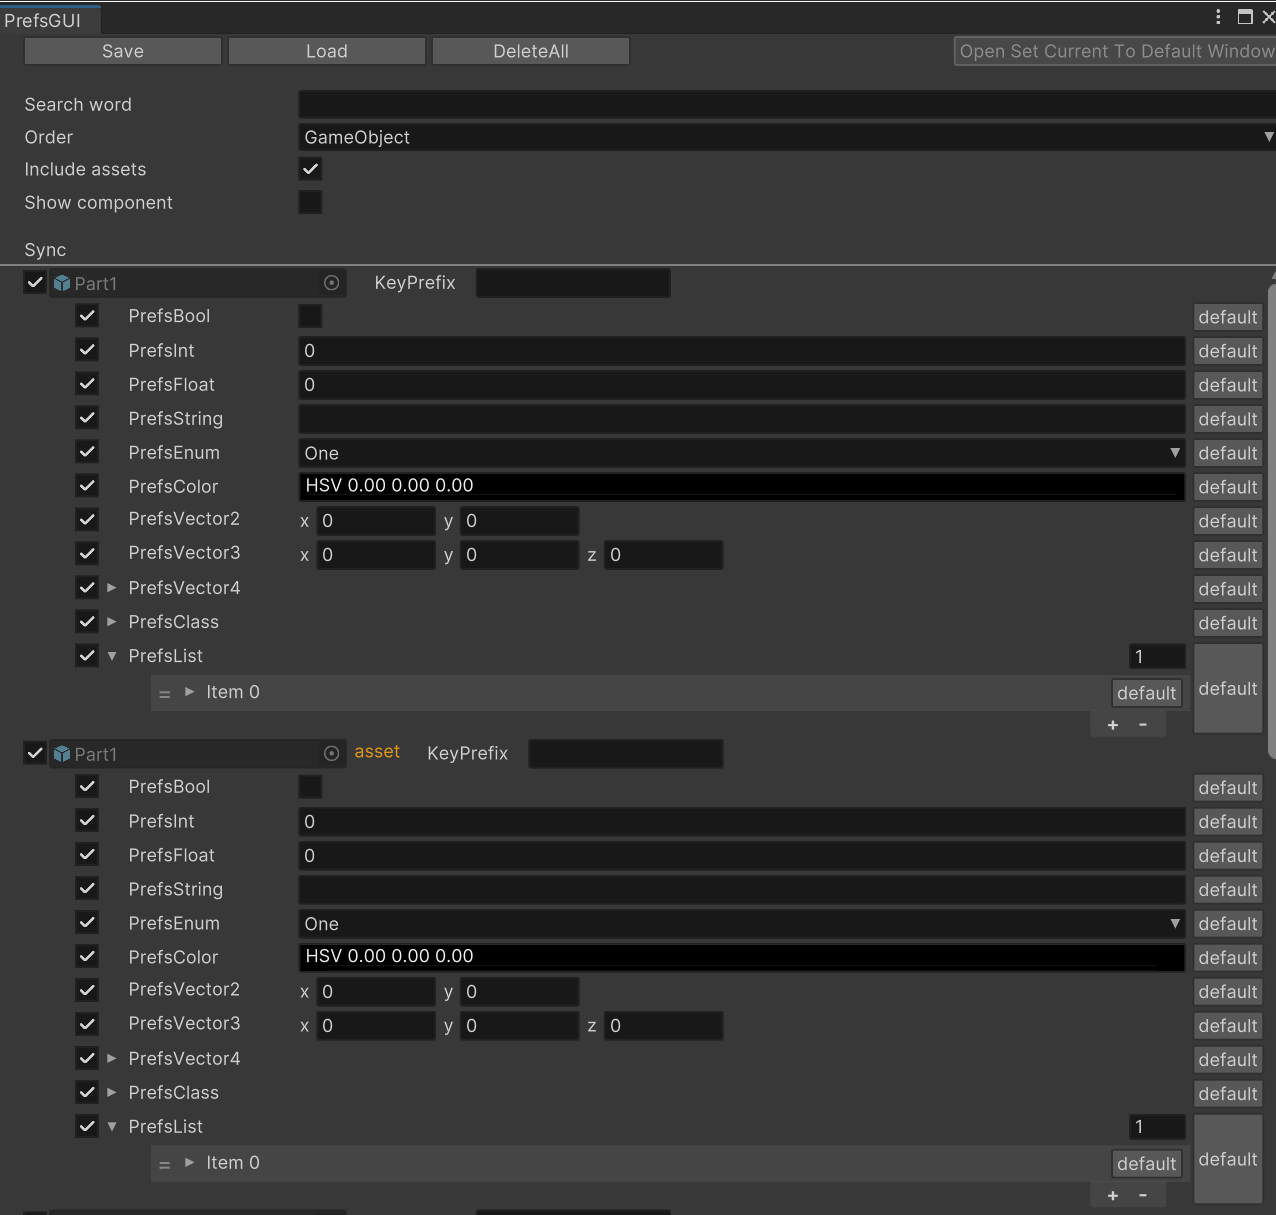 PrefsGUI
Save Load DeleteAll Open Set Current To Default Window
Search word
Order GameObject
Include assets
Show component
Sync
Part1 KeyPrefix
PrefsBool default
PrefsInt 0 default
PrefsFloat 0 default
PrefsString default
PrefsEnum One default
PrefsColor HSV 0.00 0.00 0.00 default
PrefsVector2 x 0 y 0 default
PrefsVector3 x 0 y 0 z 0 default
PrefsVector4 default
PrefsClass default
PrefsList 1 default
= Item 0 default
+ -
Part1 asset KeyPrefix
PrefsBool default
PrefsInt 0 default
PrefsFloat 0 default
PrefsString default
PrefsEnum One default
PrefsColor HSV 0.00 0.00 0.00 default
PrefsVector2 x 0 y 0 default
PrefsVector3 x 0 y 0 z 0 default
PrefsVector4 default
PrefsClass default
PrefsList 1 default
= Item 0 default
+ -